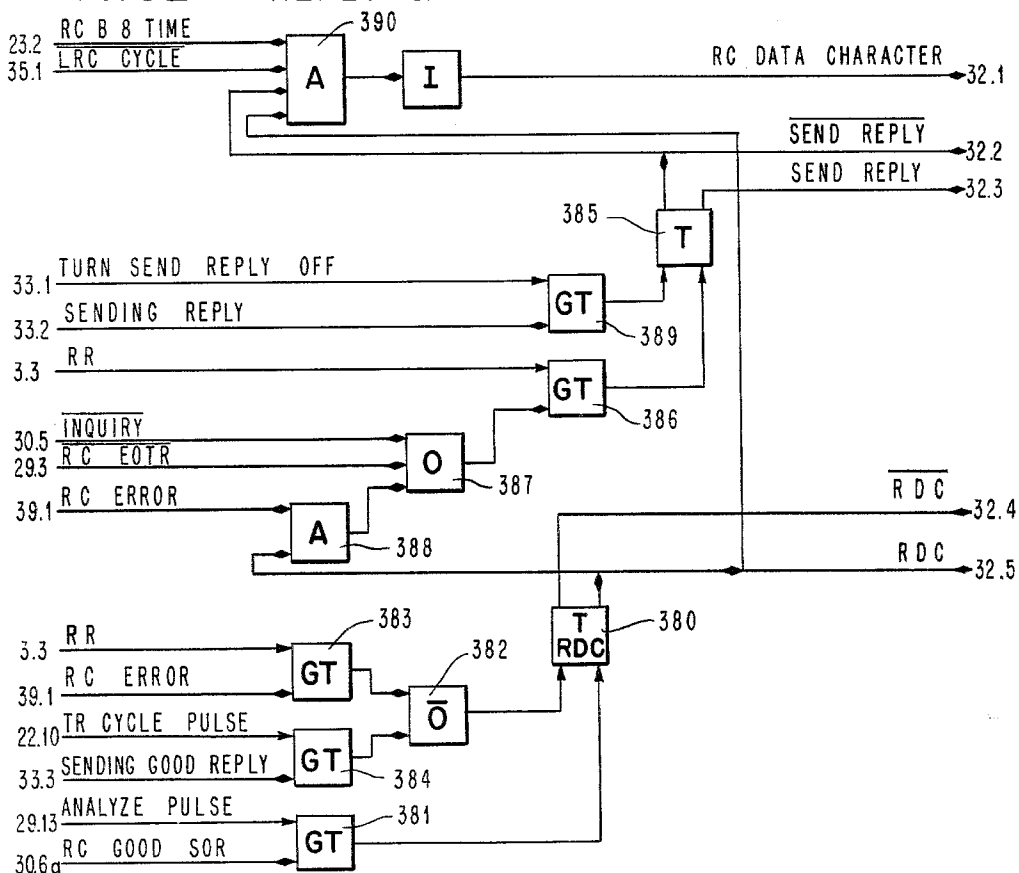 390
RC B 8 TIME
23.2
LRC CYCLE
35.1
A
I
RC DATA CHARACTER
32.1
SEND REPLY
32.2
SEND REPLY
32.3
385
T
TURN SEND REPLY OFF
33.1
GT
SENDING REPLY
33.2
389
RR
3.3
GT
386
INQUIRY
30.5
RC EOTR
29.3
O
387
RC ERROR
39.1
A
388
RDC
32.4
RDC
32.5
T
RDC
380
383
RR
3.3
GT
382
RC ERROR
39.1
O
TR CYCLE PULSE
22.10
GT
SENDING GOOD REPLY
33.3
384
ANALYZE PULSE
29.13
381
GT
RC GOOD SOR
30.6a